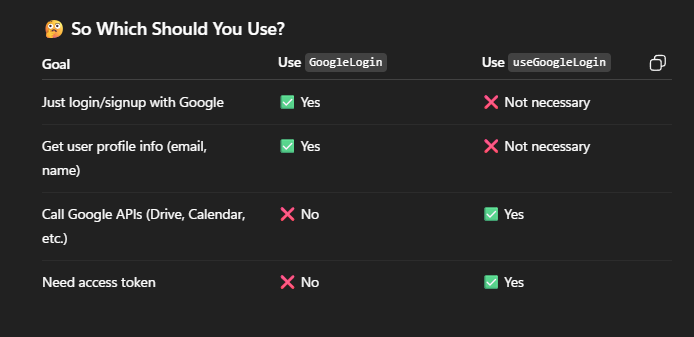 🤔 So Which Should You Use?
Goal Use GoogleLogin Use useGoogleLogin
Just login/signup with Google ✅ Yes ❌ Not necessary
Get user profile info (email, ✅ Yes ❌ Not necessary
name)
Call Google APIs (Drive, Calendar, ❌ No ✅ Yes
etc.)
Need access token ❌ No ✅ Yes